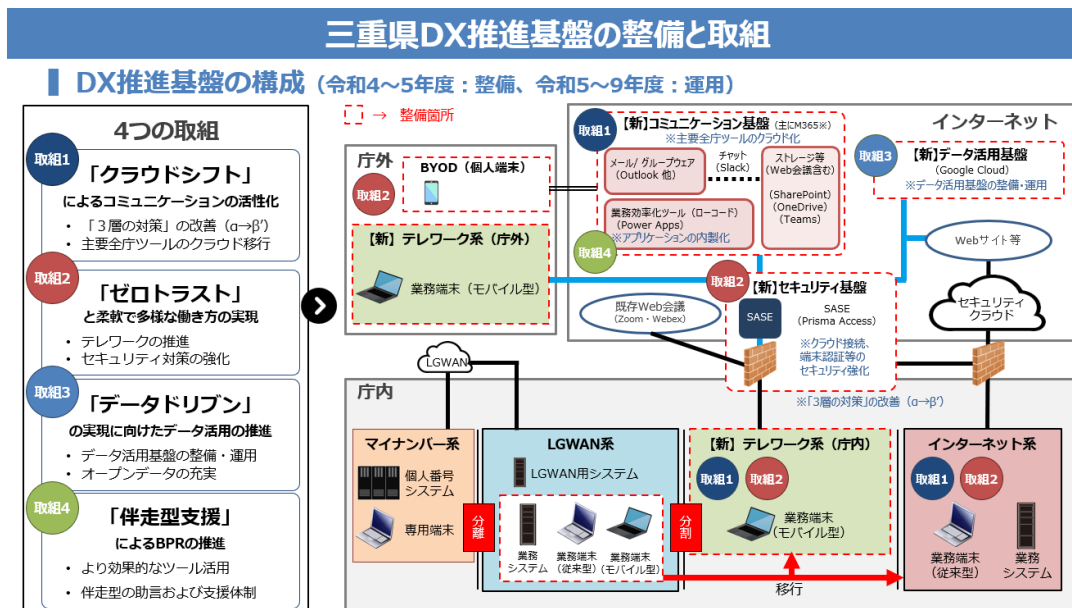 三重県DX推進基盤の整備と取組
DX推進基盤の構成（令和4～5年度：整備、令和5～9年度：運用）
4つの取組
取組1
「クラウドシフト」
によるコミュニケーションの活性化
・ 「３層の対策」の改善（α→β’）
・ 主要全庁ツールのクラウド移行
取組2
「ゼロトラスト」
と柔軟で多様な働き方の実現
・ テレワークの推進
・ セキュリティ対策の強化
取組3
「データドリブン」
の実現に向けたデータ活用の推進
・ データ活用基盤の整備・運用
・ オープンデータの充実
取組4
「伴走型支援」
によるBPRの推進
・ より効果的なツール活用
・ 伴走型の助言および支援体制
→ 整備箇所
庁外
取組2
BYOD（個人端末）
【新】テレワーク系（庁外）
業務端末（モバイル型）
インターネット
取組1
【新】コミュニケーション基盤（主にM365※）
※主要全庁ツールのクラウド化
メール/ グループウェア
（Outlook 他）
チャット
（Slack）
ストレージ等
（Web会議含む）
（SharePoint）
（OneDrive）
（Teams）
業務効率化ツール（ローコード）
（Power Apps）
※アプリケーションの内製化
取組4
取組3
【新】データ活用基盤
（Google Cloud）
※データ活用基盤の整備・運用
Webサイト等
セキュリティ
クラウド
既存Web会議
（Zoom・Webex）
取組2
【新】セキュリティ基盤
SASE
SASE
（Prisma Access）
※クラウド接続、
端末認証等の
セキュリティ強化
※「3層の対策」の改善（α→β’）
LGWAN
庁内
マイナンバー系
個人番号
システム
専用端末
分離
LGWAN系
LGWAN用システム
業務
システム
業務端末
（従来型）
業務端末
（モバイル型）
分割
【新】テレワーク系（庁内）
取組1
取組2
業務端末
（モバイル型）
インターネット系
取組1
取組2
業務端末
（従来型）
業務
システム
移行